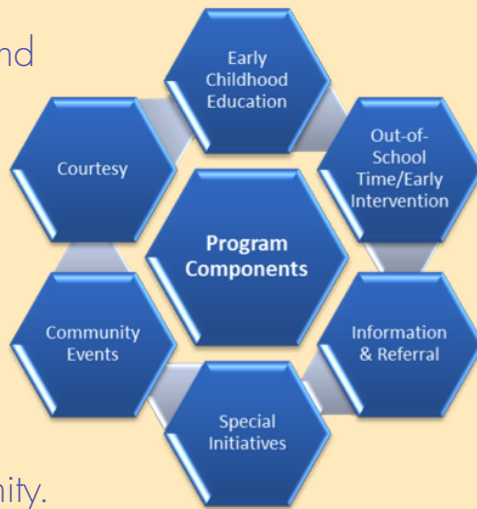 nd
Early
Childhood
Education
Out-of-
School
Time/Early
Intervention
Courtesy
Program
Components
Community
Events
Information
& Referral
Special
Initiatives
nity.